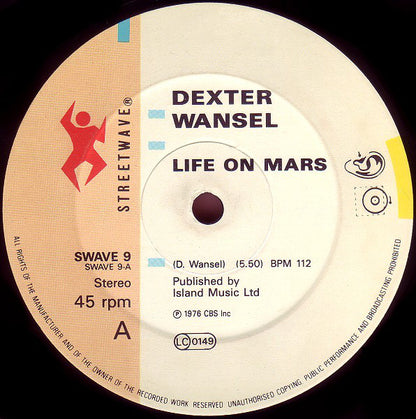 STREETWAVE®
DEXTER
WANSEL
LIFE ON MARS
SWAVE 9
SWAVE 9-A
Stereo
45 rpm
A
(D. Wansel) (5.50) BPM 112
Published by
Island Music Ltd
℗ 1976 CBS Inc
LC 0149
ALL RIGHTS OF THE MANUFACTURER AND OF THE OWNER OF THE RECORDED WORK RESERVED UNAUTHORISED COPYING, PUBLIC PERFORMANCE AND BROADCASTING PROHIBITED